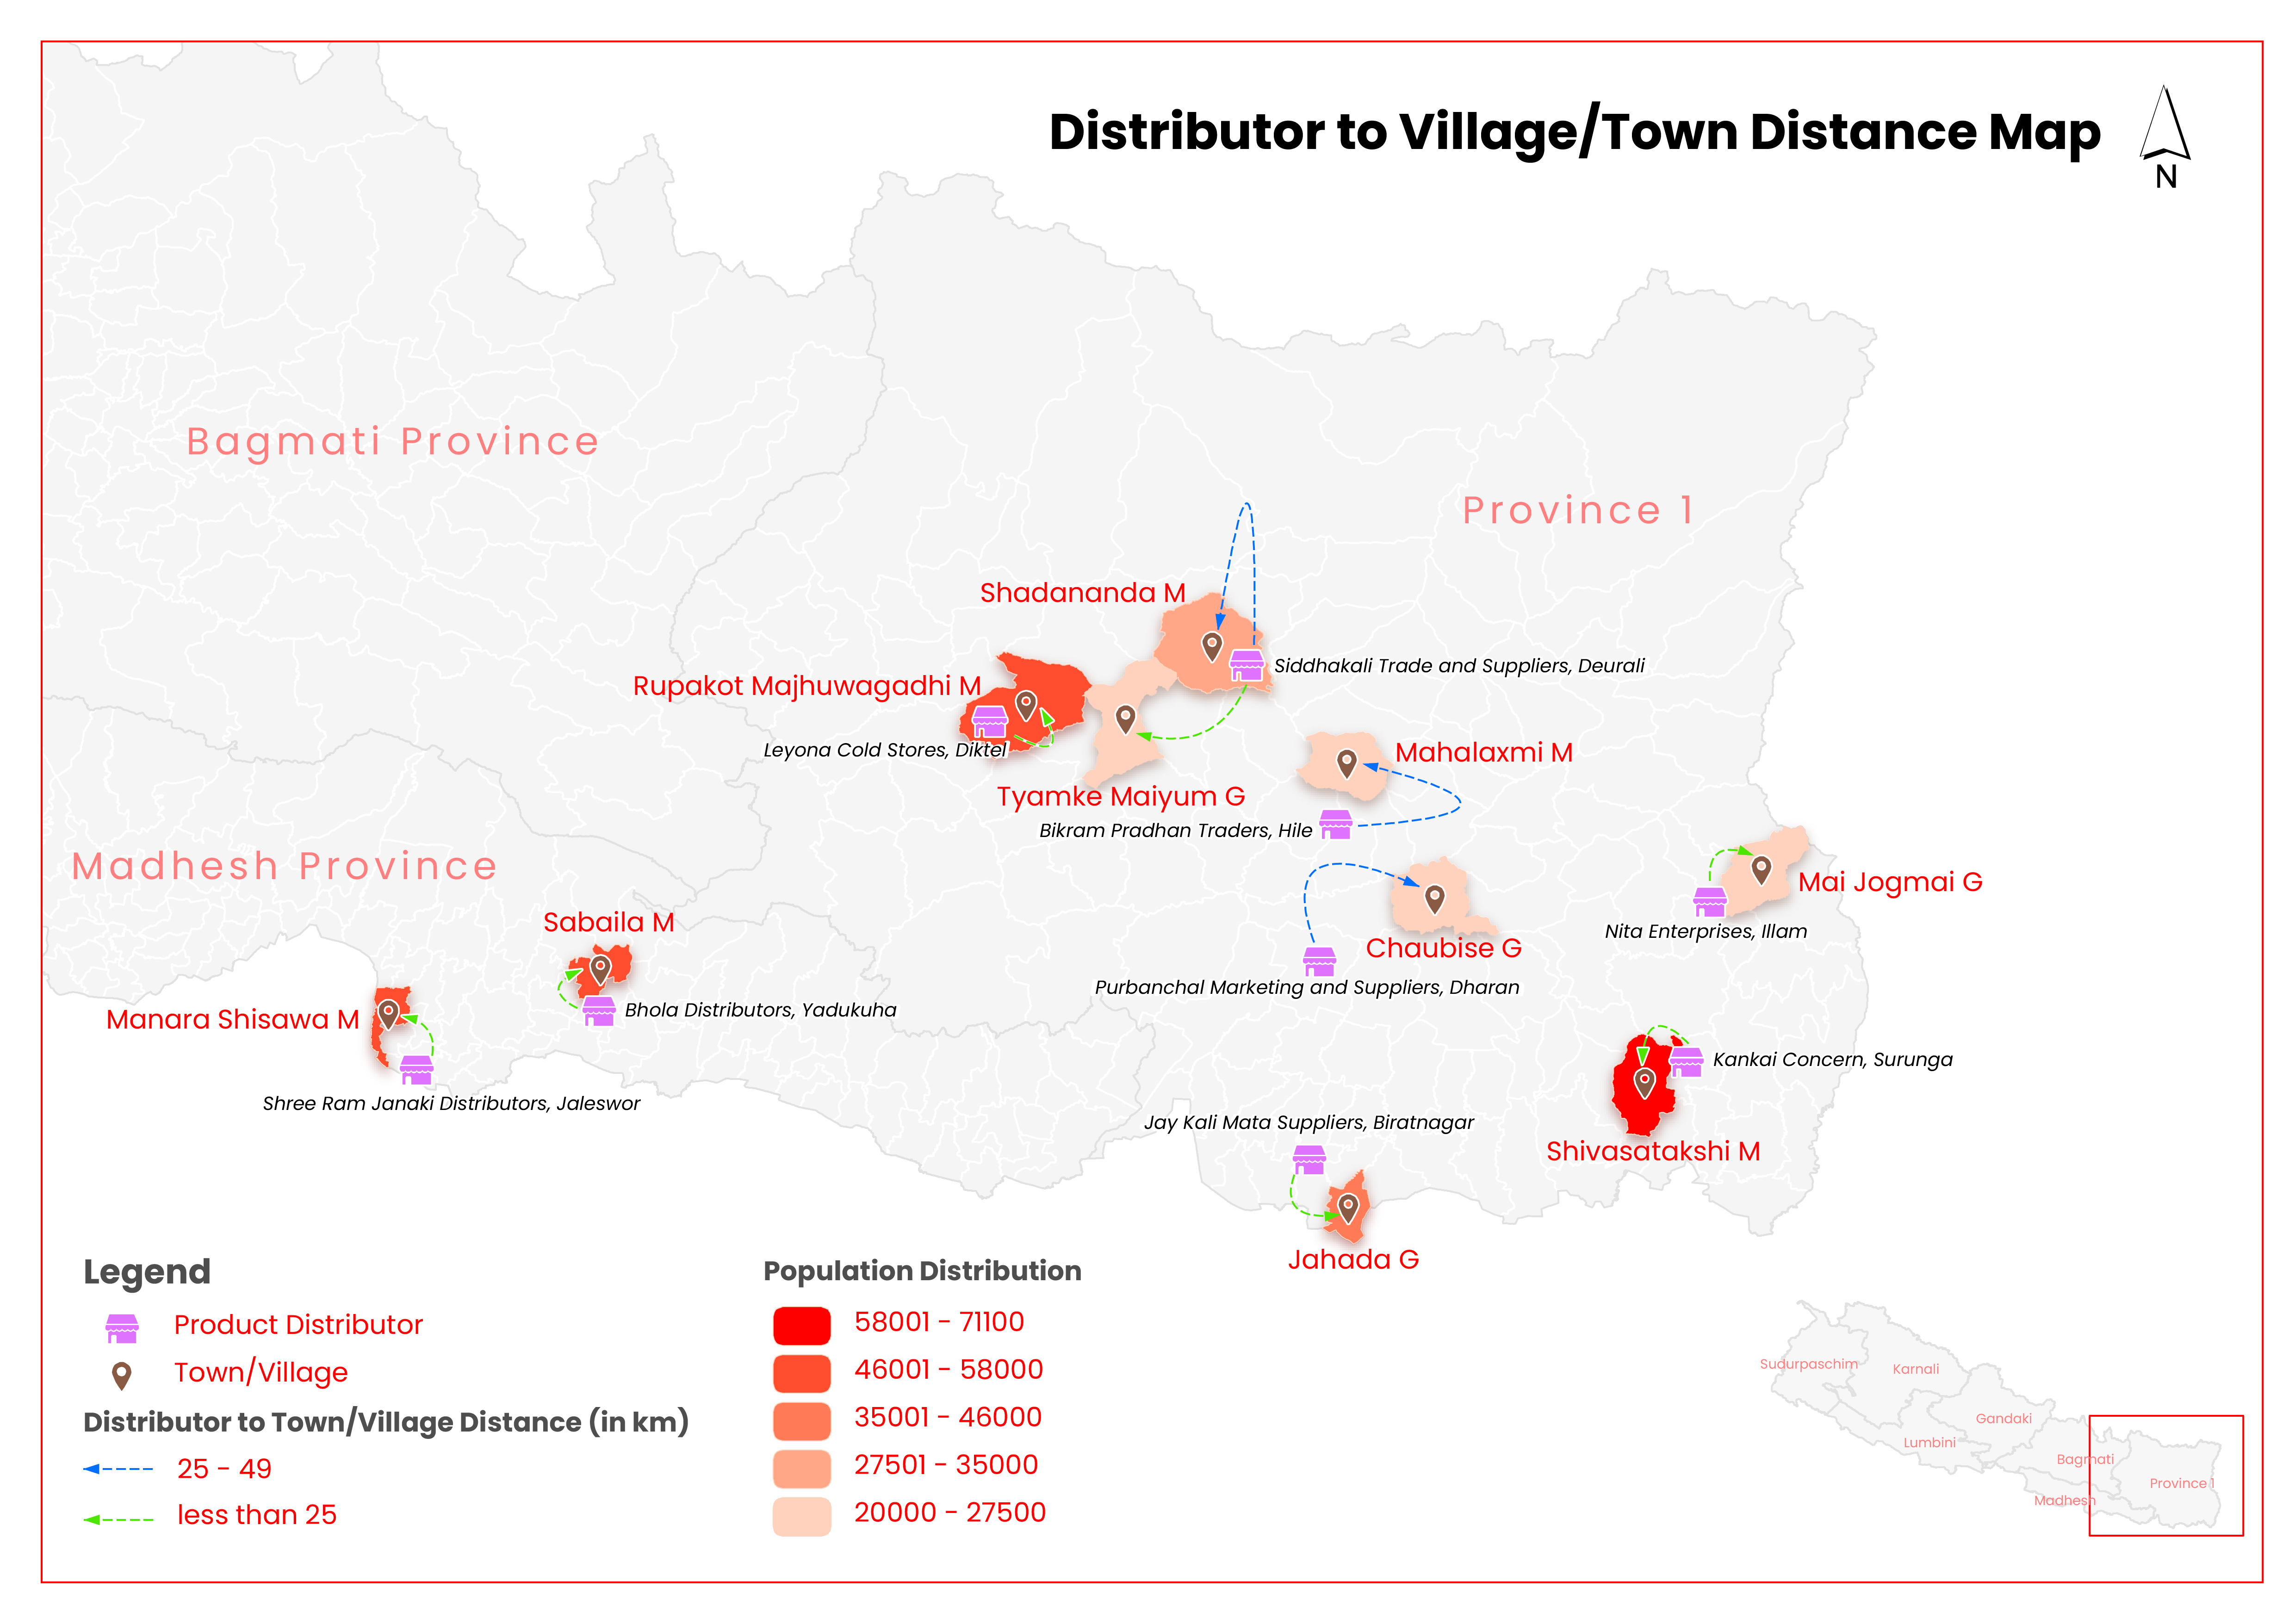 Distributor to Village/Town Distance Map
N
Bagmati Province
Province 1
Shadananda M
Siddhakali Trade and Suppliers, Deurali
Rupakot Majhuwagadhi M
Leyona Cold Stores, Diktel
Mahalaxmi M
Tyamke Maiyum G
Bikram Pradhan Traders, Hile
Madhesh Province
Mai Jogmai G
Sabaila M
Nita Enterprises, Illam
Chaubise G
Purbanchal Marketing and Suppliers, Dharan
Bhola Distributors, Yadukuha
Manara Shisawa M
Kankai Concern, Surunga
Shree Ram Janaki Distributors, Jaleswor
Jay Kali Mata Suppliers, Biratnagar
Shivasatakshi M
Jahada G
Legend
Product Distributor
Town/Village
Distributor to Town/Village Distance (in km)
25 - 49
less than 25
Population Distribution
58001 - 71100
46001 - 58000
35001 - 46000
27501 - 35000
20000 - 27500
Sudurpaschim
Karnali
Gandaki
Lumbini
Bagmati
Province 1
Madhesh